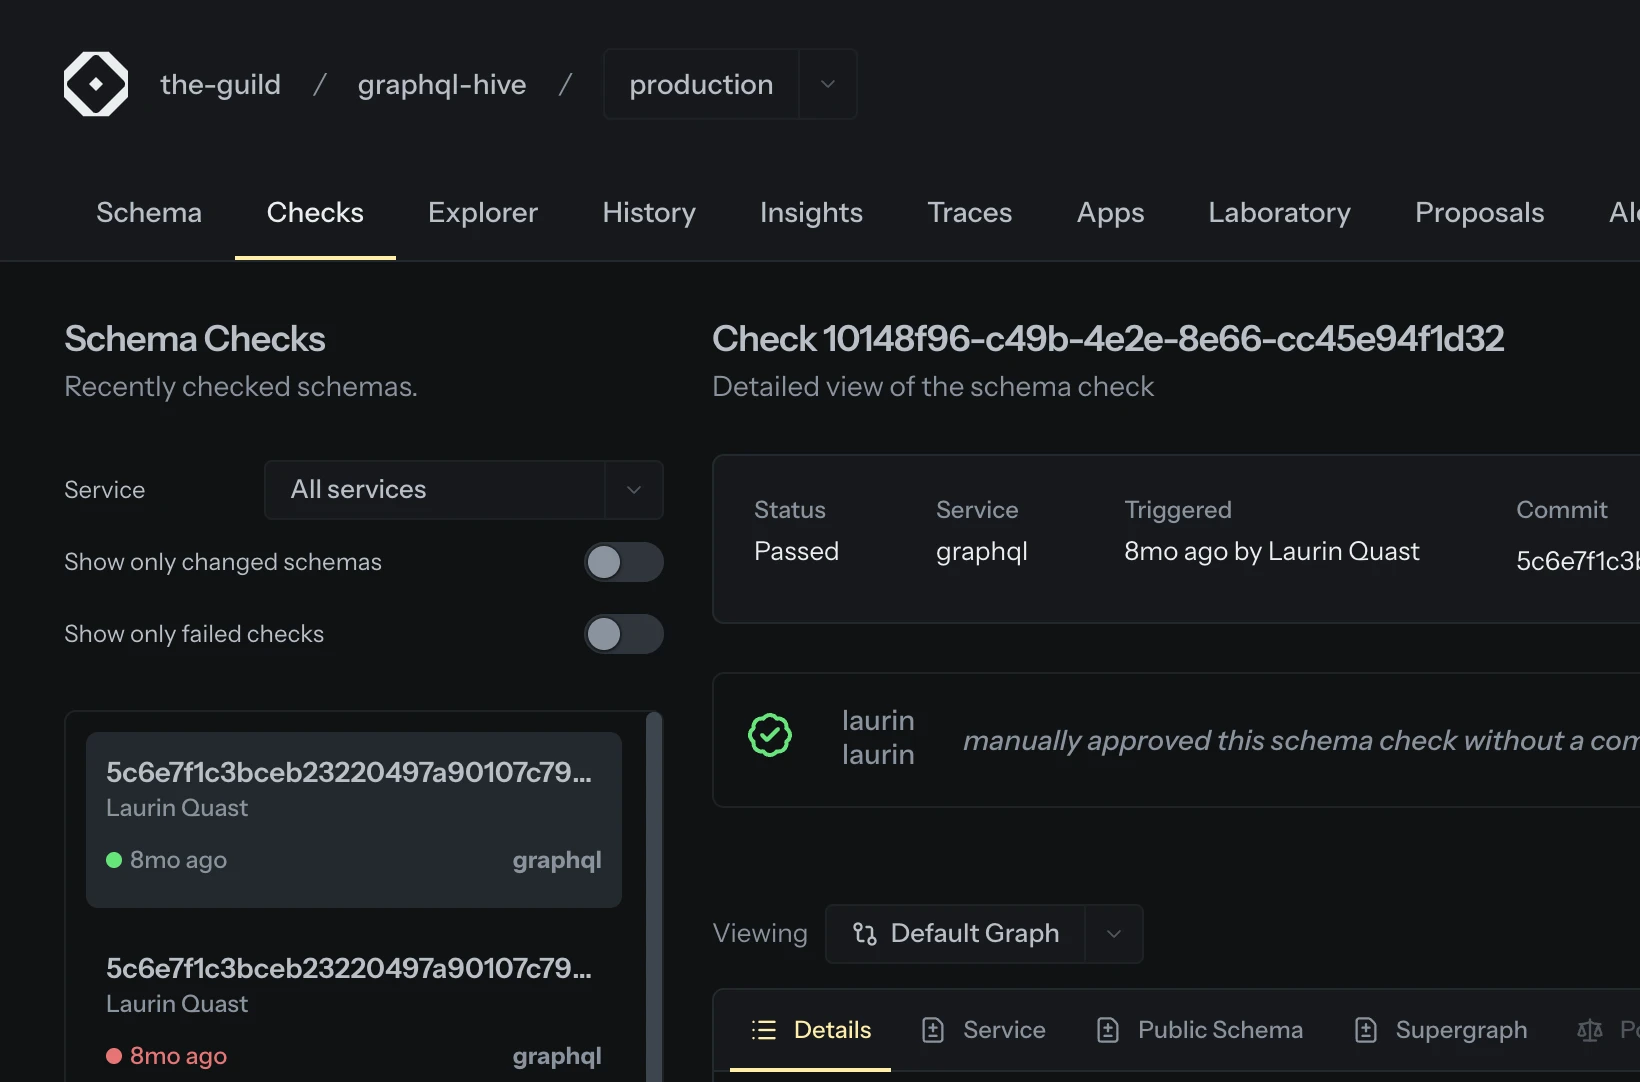 the-guild / graphql-hive / production
Schema Checks Explorer History Insights Traces Apps Laboratory Proposals
Schema Checks
Recently checked schemas.
Service All services
Show only changed schemas
Show only failed checks
5c6e7f1c3bceb23220497a90107c79...
Laurin Quast
8mo ago graphql
5c6e7f1c3bceb23220497a90107c79...
Laurin Quast
8mo ago graphql
Check 10148f96-c49b-4e2e-8e66-cc45e94f1d32
Detailed view of the schema check
Status Service Triggered Commit
Passed graphql 8mo ago by Laurin Quast 5c6e7f1c3b
laurin
laurin
manually approved this schema check without a com
Viewing Default Graph
Details Service Public Schema Supergraph